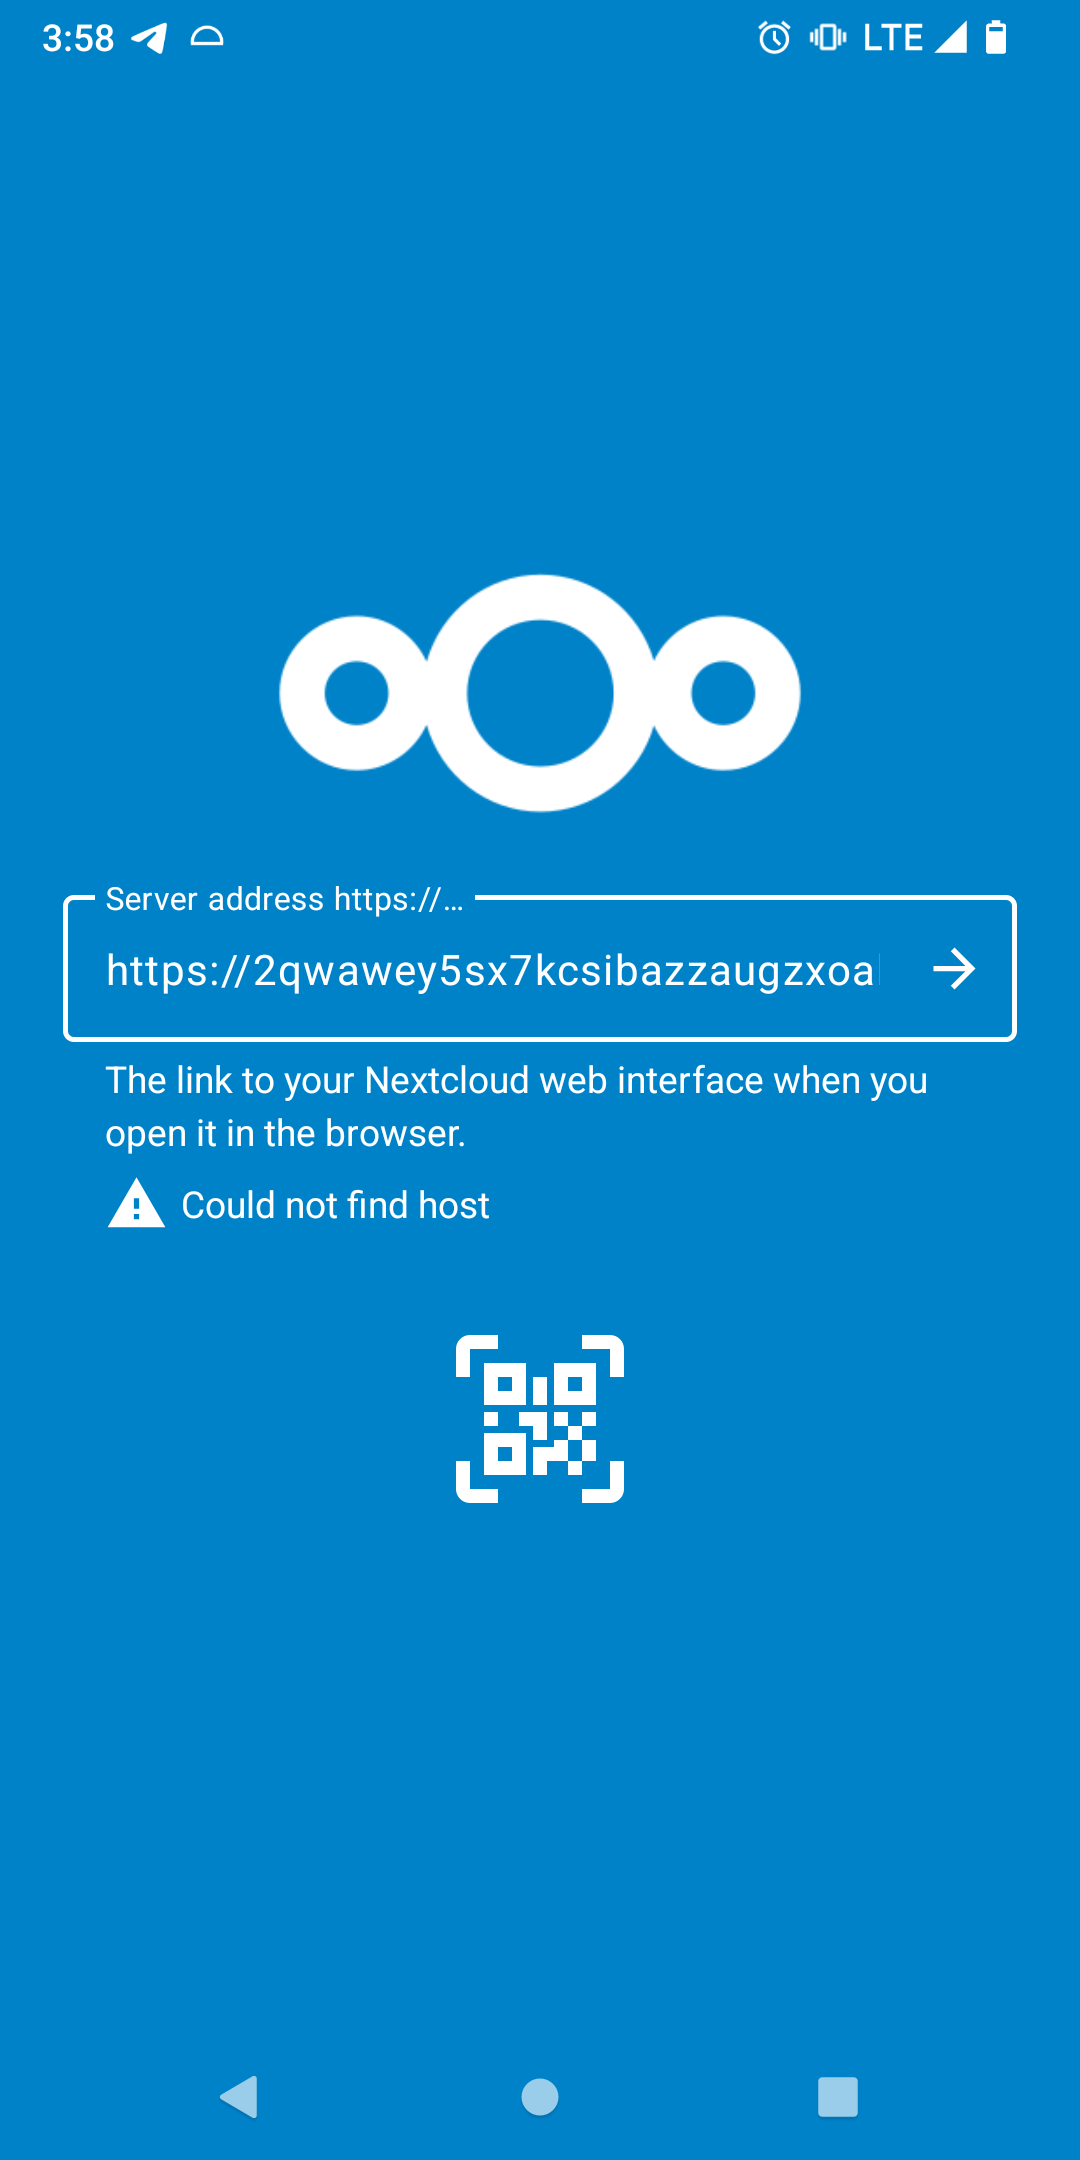 3:58 LTE
Server address https://...
https://2qwawey5sx7kcsibazzaugzxoa
The link to your Nextcloud web interface when you
open it in the browser.
Could not find host